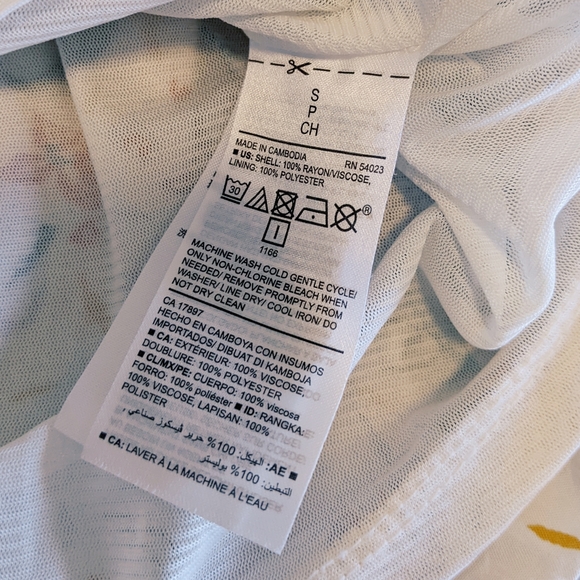 S
P
CH
MADE IN CAMBODIA RN 54023
■ US: SHELL: 100% RAYON/VISCOSE,
LINING: 100% POLYESTER
30
®
1166
MACHINE WASH COLD GENTLE CYCLE/
ONLY NON-CHLORINE BLEACH WHEN
NEEDED/ REMOVE PROMPTLY FROM
WASHER/ LINE DRY/ COOL IRON/ DO
NOT DRY CLEAN
CA 17897
HECHO EN CAMBOYA CON INSUMOS
IMPORTADOS/ DIBUAT DI KAMBOJA
■ CA: EXTÉRIEUR: 100% VISCOSE,
DOUBLURE: 100% POLYESTER
■ CL/MX/PE: CUERPO: 100% viscosa
FORRO: 100% poliéster ■ ID: RANGKA:
100% VISCOSE, LAPISAN: 100%
POLISTER
■ AE: الهيكل: 100% حرير فيسكوز صناعي،
التبطين: 100% بوليستر
■ CA: LAVER À LA MACHINE À L'EAU